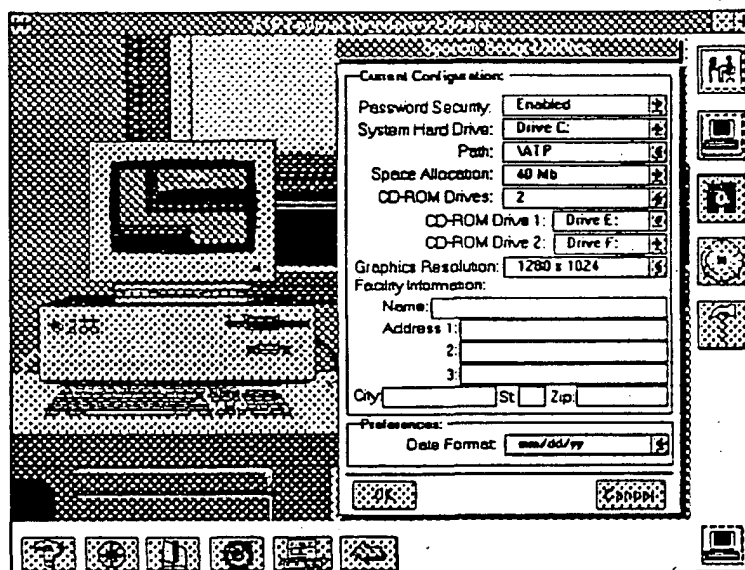 Current Configuration:
Password Security: Enabled
System Hard Drive: Drive C:
Path: \ATP
Space Allocation: 40 Mb
CD-ROM Drives: 2
CD-ROM Drive 1: Drive E:
CD-ROM Drive 2: Drive F:
Graphics Resolution: 1280 x 1024
Facility Information:
Name:
Address 1:
2:
3:
City: St Zip:
Preferences:
Date Format: mm/dd/yy
OK Cancel